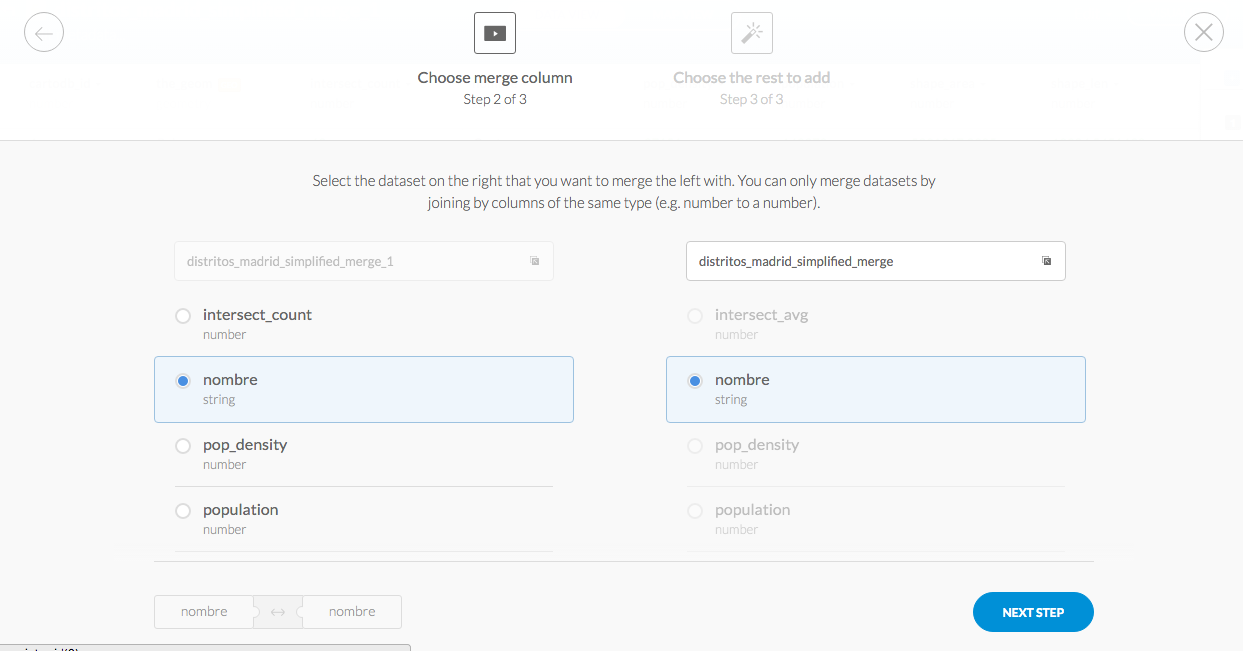 Choose merge column
Step 2 of 3
Choose the rest to add
Step 3 of 3
Select the dataset on the right that you want to merge the left with. You can only merge datasets by
joining by columns of the same type (e.g. number to a number).
distritos_madrid_simplified_merge_1
distritos_madrid_simplified_merge
intersect_count
number
intersect_avg
number
nombre
string
nombre
string
pop_density
number
pop_density
number
population
number
population
number
nombre
nombre
NEXT STEP